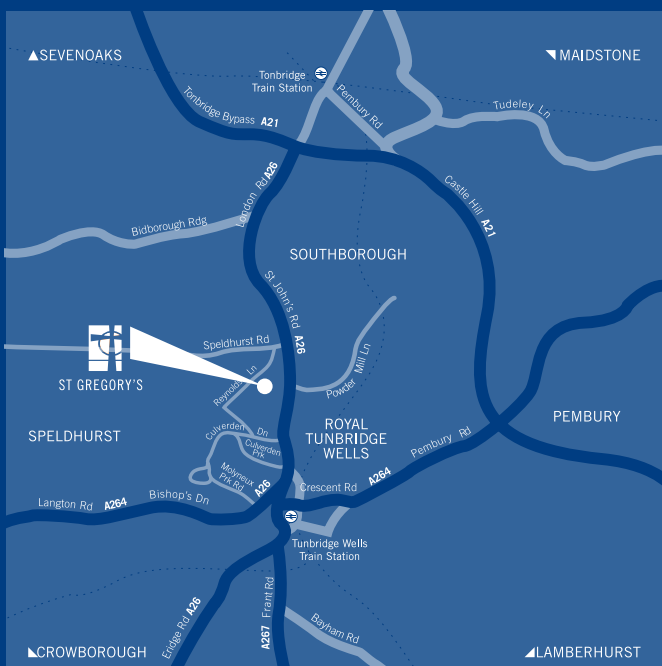 SEVENOAKS
MAIDSTONE
Tonbridge
Train Station
Pembury Rd
Tudeley Ln
Tonbridge Bypass A21
London Rd A26
Castle Hill A21
Bidborough Rdg
SOUTHBOROUGH
St John's Rd A26
Speldhurst Rd
ST GREGORY'S
Reynolds Ln
Powder Mill Ln
SPELDHURST
Culverden Dn
Culverden
Prk
ROYAL
TUNBRIDGE
WELLS
PEMBURY
Pembury Rd
A264
Molyneux
Prk Rd
A26
Crescent Rd
Langton Rd A264
Bishop's Dn
Tunbridge Wells
Train Station
Eridge Rd A26
A267 Frant Rd
Bayham Rd
CROWBOROUGH
LAMBERHURST